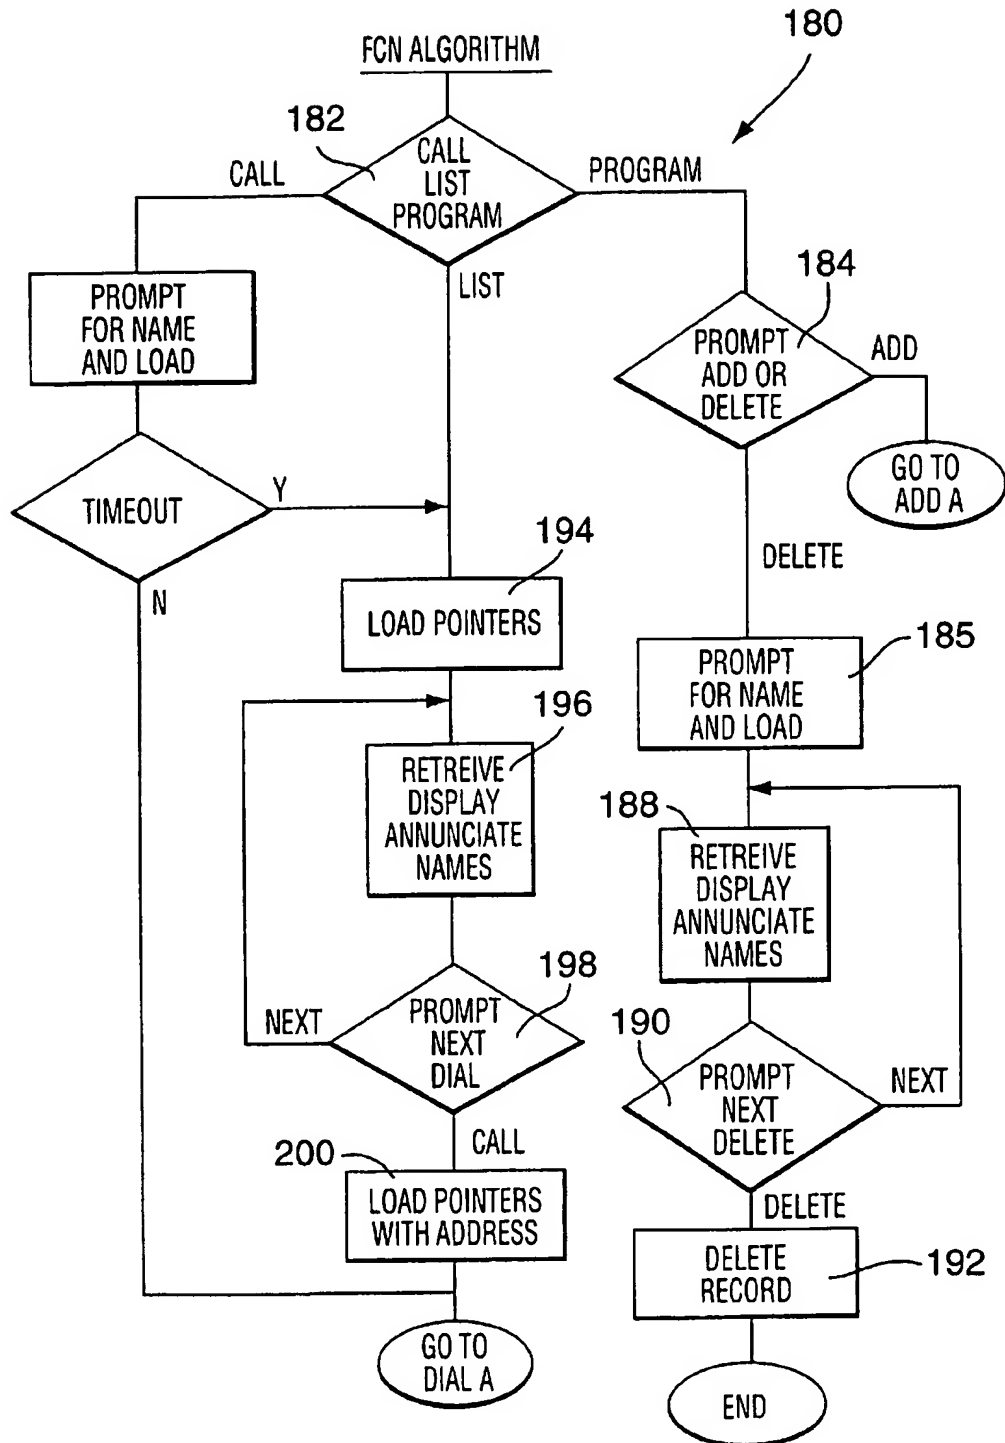 180
FCN ALGORITHM
182
CALL
LIST
PROGRAM
CALL
PROGRAM
LIST
PROMPT
FOR NAME
AND LOAD
184
PROMPT
ADD OR
DELETE
ADD
GO TO
ADD A
TIMEOUT
Y
N
DELETE
194
LOAD POINTERS
185
PROMPT
FOR NAME
AND LOAD
196
RETREIVE
DISPLAY
ANNUNCIATE
NAMES
188
RETREIVE
DISPLAY
ANNUNCIATE
NAMES
198
PROMPT
NEXT
DIAL
NEXT
CALL
190
PROMPT
NEXT
DELETE
NEXT
DELETE
200
LOAD POINTERS
WITH ADDRESS
DELETE
RECORD
192
GO TO
DIAL A
END